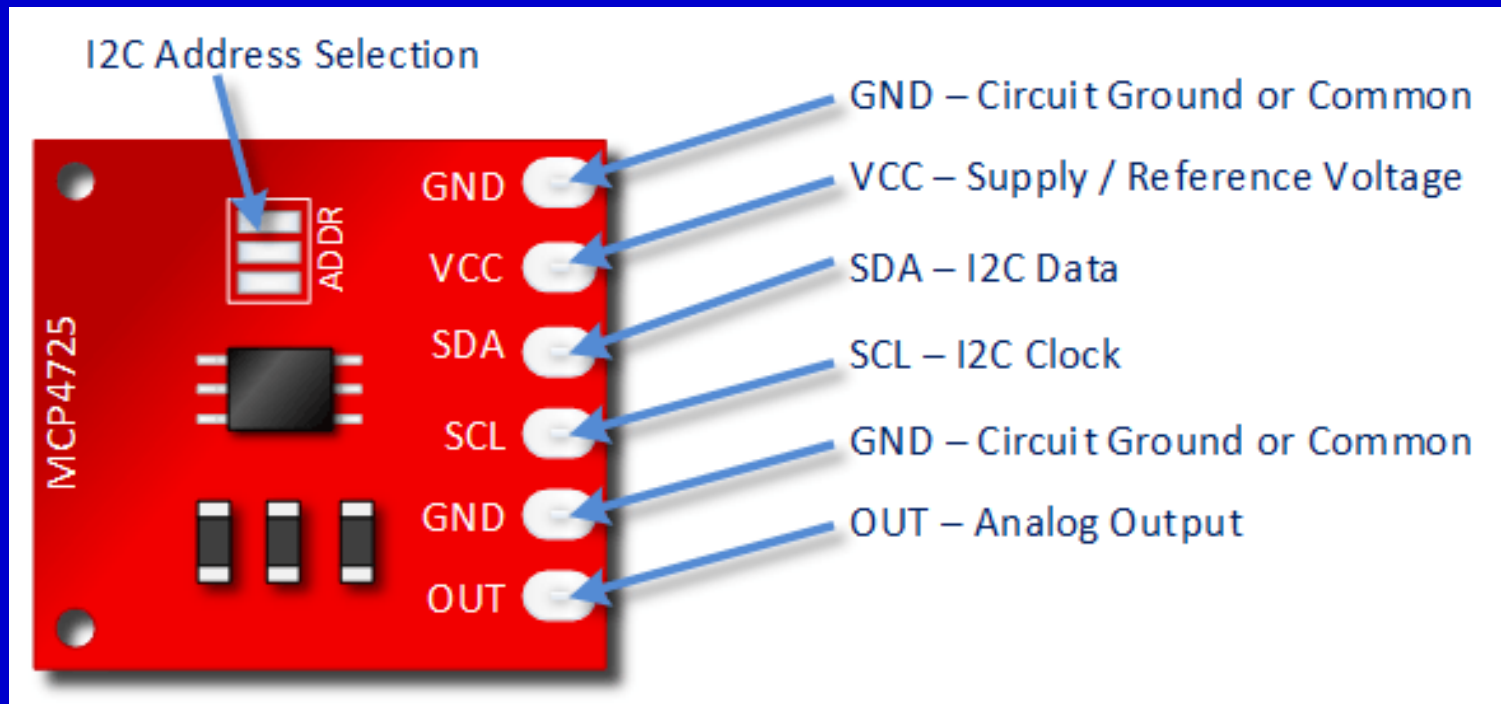 I2C Address Selection
GND – Circuit Ground or Common
VCC – Supply / Reference Voltage
SDA – I2C Data
SCL – I2C Clock
GND – Circuit Ground or Common
OUT – Analog Output
GND
VCC
SDA
SCL
GND
OUT
ADDR
MCP4725